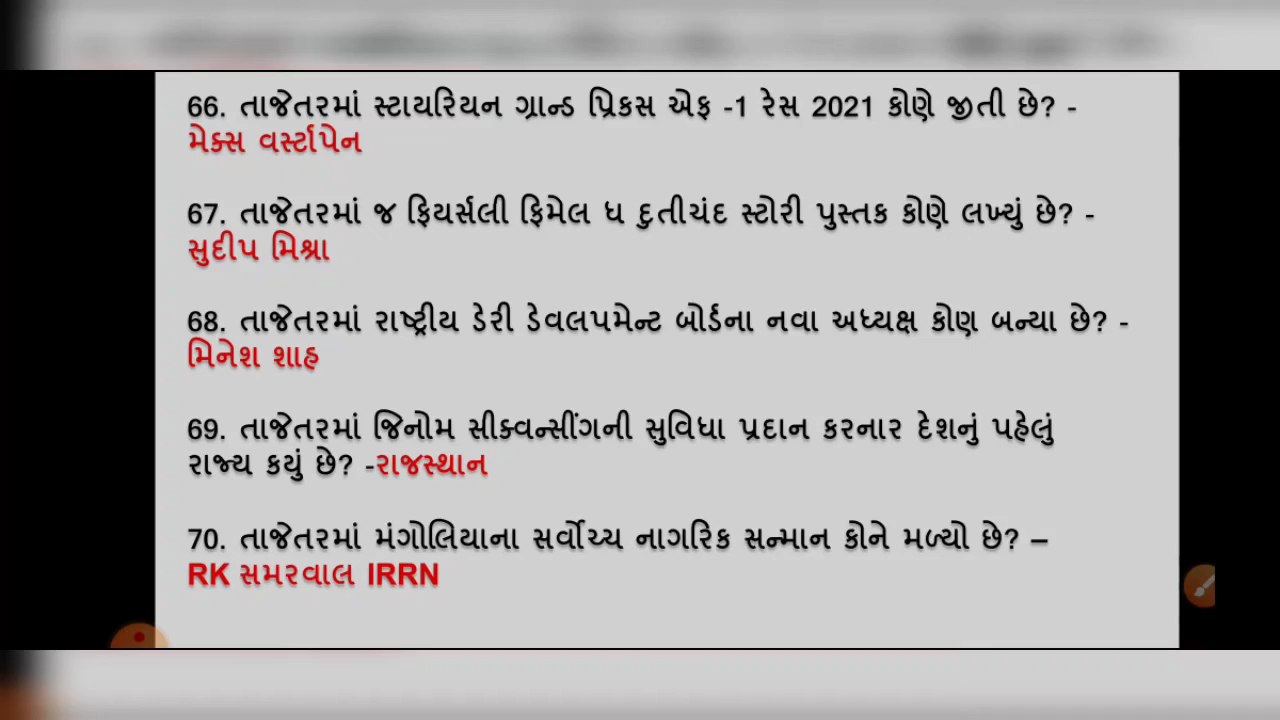 66. તાજેતરમાં સ્ટાયરિયન ગ્રાન્ડ પ્રિકસ એફ -1 રેસ 2021 કોણે જીતી છે? -
મેક્સ વર્સ્ટાપેન
67. તાજેતરમાં જ ફિયર્સલી ફિમેલ ધ દુતીચંદ સ્ટોરી પુસ્તક કોણે લખ્યું છે? -
સુદીપ મિશ્રા
68. તાજેતરમાં રાષ્ટ્રીય ડેરી ડેવલપમેન્ટ બોર્ડના નવા અધ્યક્ષ કોણ બન્યા છે? -
મિનેશ શાહ
69. તાજેતરમાં જિનોમ સીક્વન્સીંગની સુવિધા પ્રદાન કરનાર દેશનું પહેલું
રાજ્ય કયું છે? -રાજસ્થાન
70. તાજેતરમાં મંગોલિયાના સર્વોચ્ચ નાગરિક સન્માન કોને મળ્યો છે? –
RK સમરવાલ IRRN